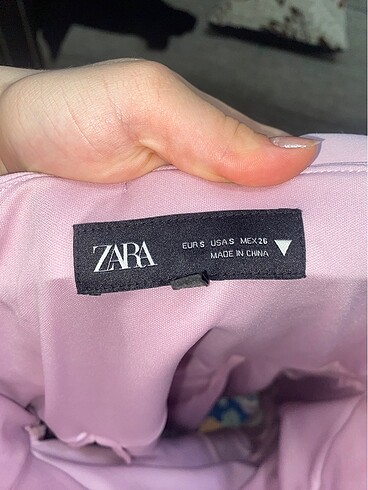 ZARA
EUR S USA S MEX 26
MADE IN CHINA